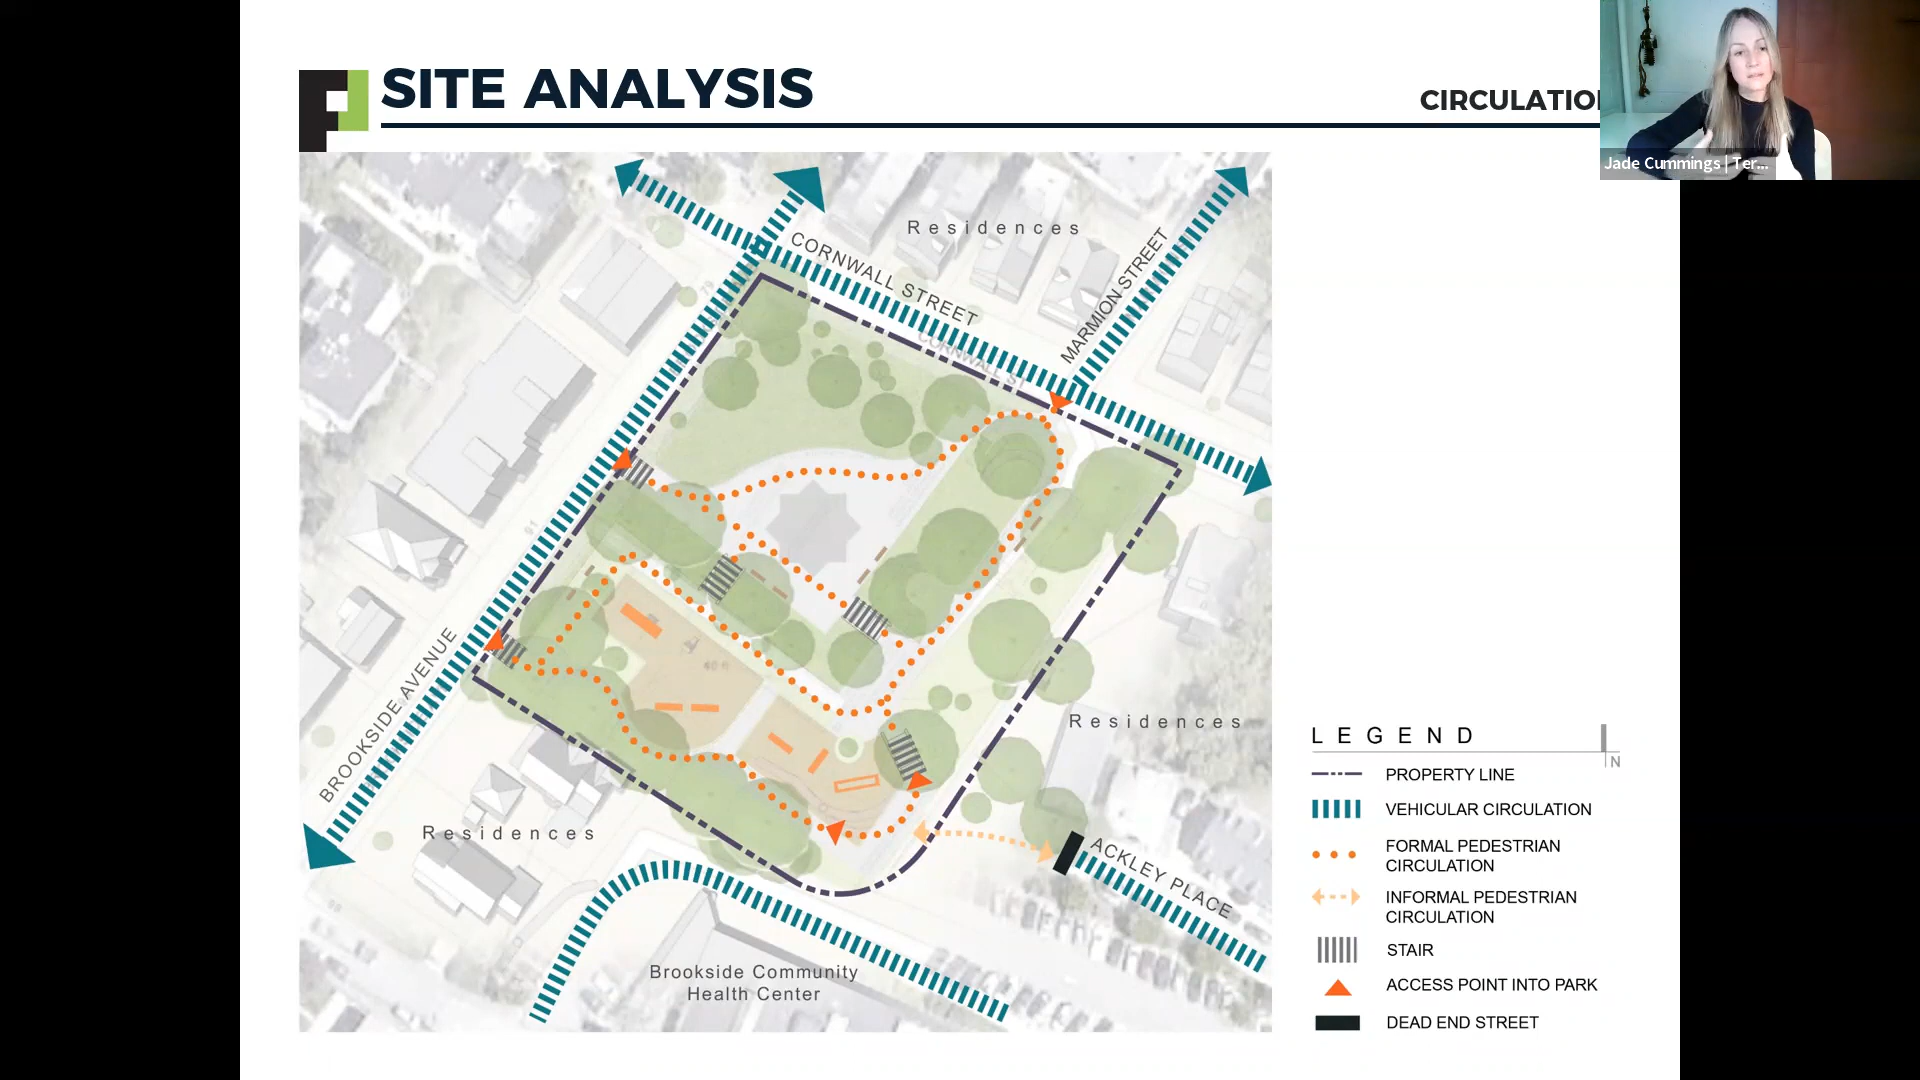 SITE ANALYSIS
CIRCULATIO
Jade Cummings | Ter...
Residences
CORNWALL STREET
MARMION STREET
CORNWALL ST
BROOKSIDE AVENUE
Residences
Residences
ACKLEY PLACE
Brookside Community
Health Center
LEGEND
N
PROPERTY LINE
VEHICULAR CIRCULATION
FORMAL PEDESTRIAN
CIRCULATION
INFORMAL PEDESTRIAN
CIRCULATION
STAIR
ACCESS POINT INTO PARK
DEAD END STREET